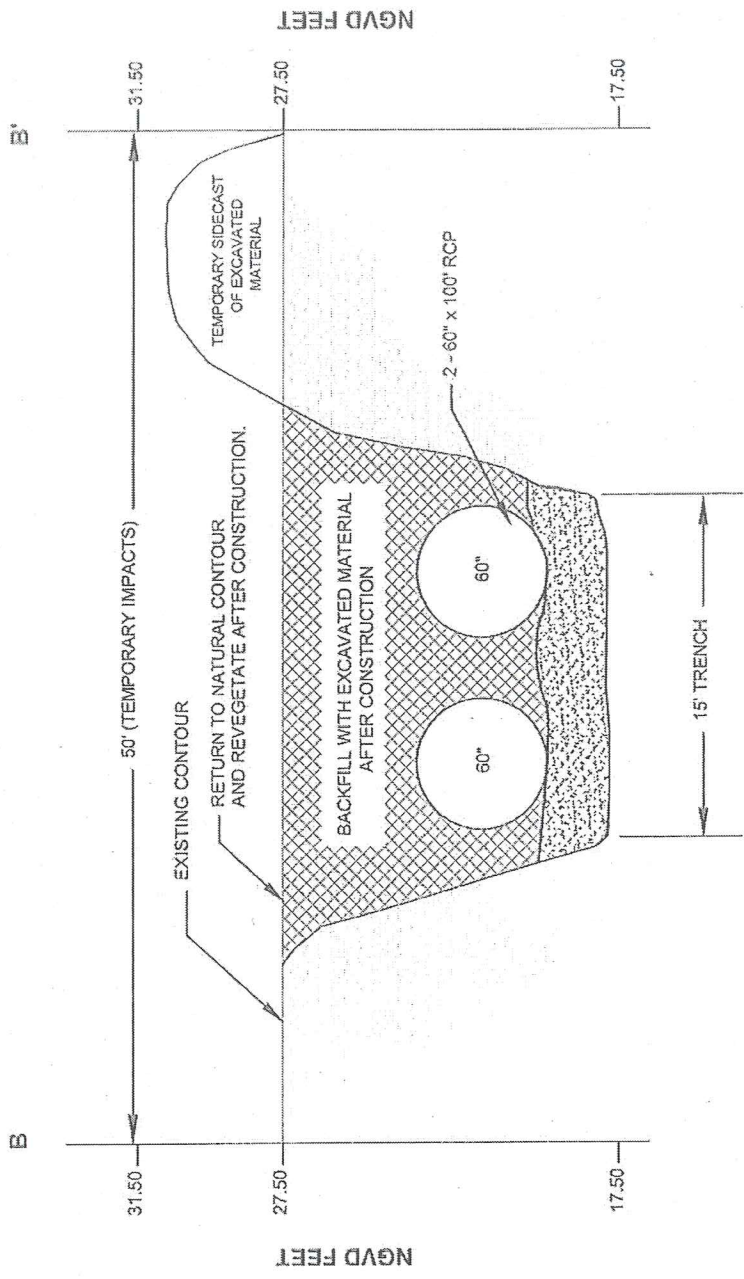 B
B'
50' (TEMPORARY IMPACTS)
31.50
31.50
EXISTING CONTOUR
RETURN TO NATURAL CONTOUR
AND REVEGETATE AFTER CONSTRUCTION.
TEMPORARY SIDECAST
OF EXCAVATED
MATERIAL
27.50
27.50
NGVD FEET
NGVD FEET
BACKFILL WITH EXCAVATED MATERIAL
AFTER CONSTRUCTION
60"
60"
2 - 60" x 100' RCP
17.50
17.50
15' TRENCH